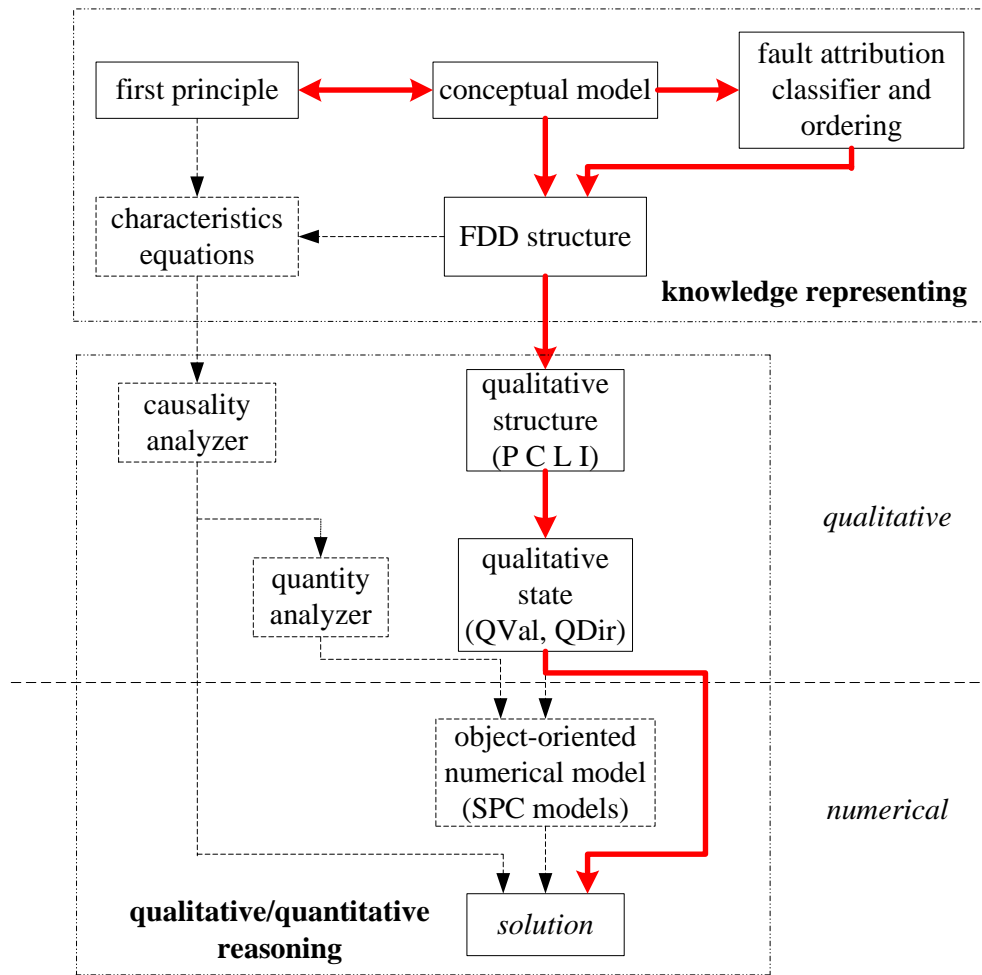 first principle
conceptual model
fault attribution
classifier and
ordering
characteristics
equations
FDD structure
knowledge representing
causality
analyzer
qualitative
structure
(P C L I)
qualitative
quantity
analyzer
qualitative
state
(QVal, QDir)
object-oriented
numerical model
(SPC models)
numerical
qualitative/quantitative
reasoning
solution